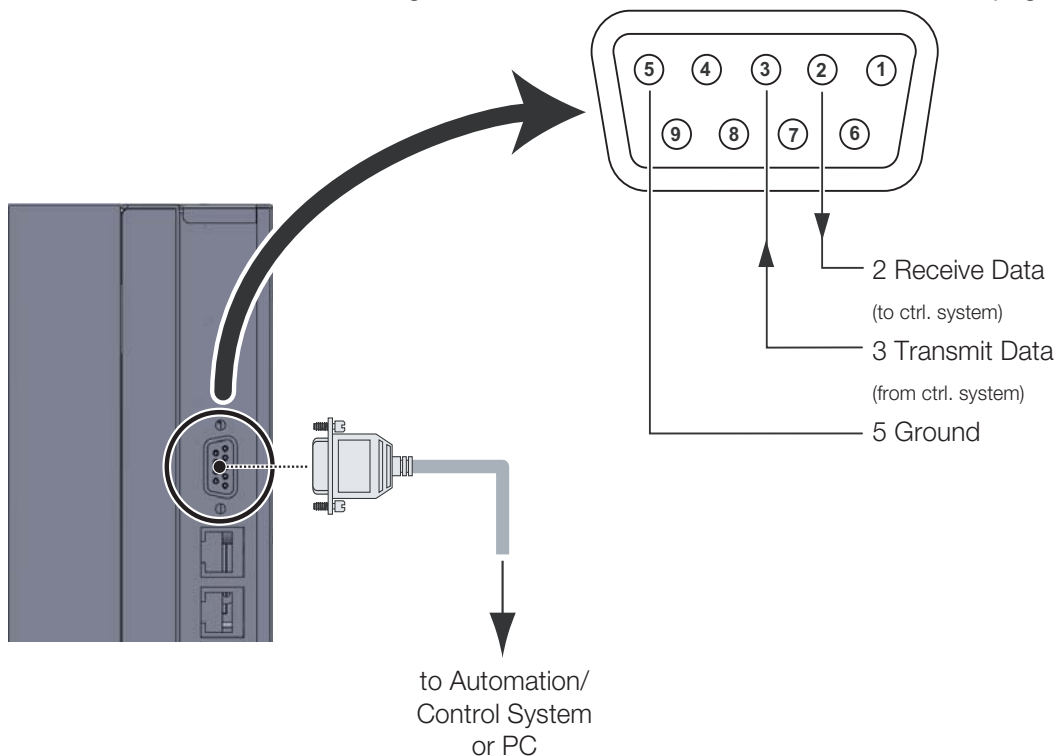 5 4 3 2 1
9 8 7 6
2 Receive Data
(to ctrl. system)
3 Transmit Data
(from ctrl. system)
5 Ground
to Automation/
Control System
or PC